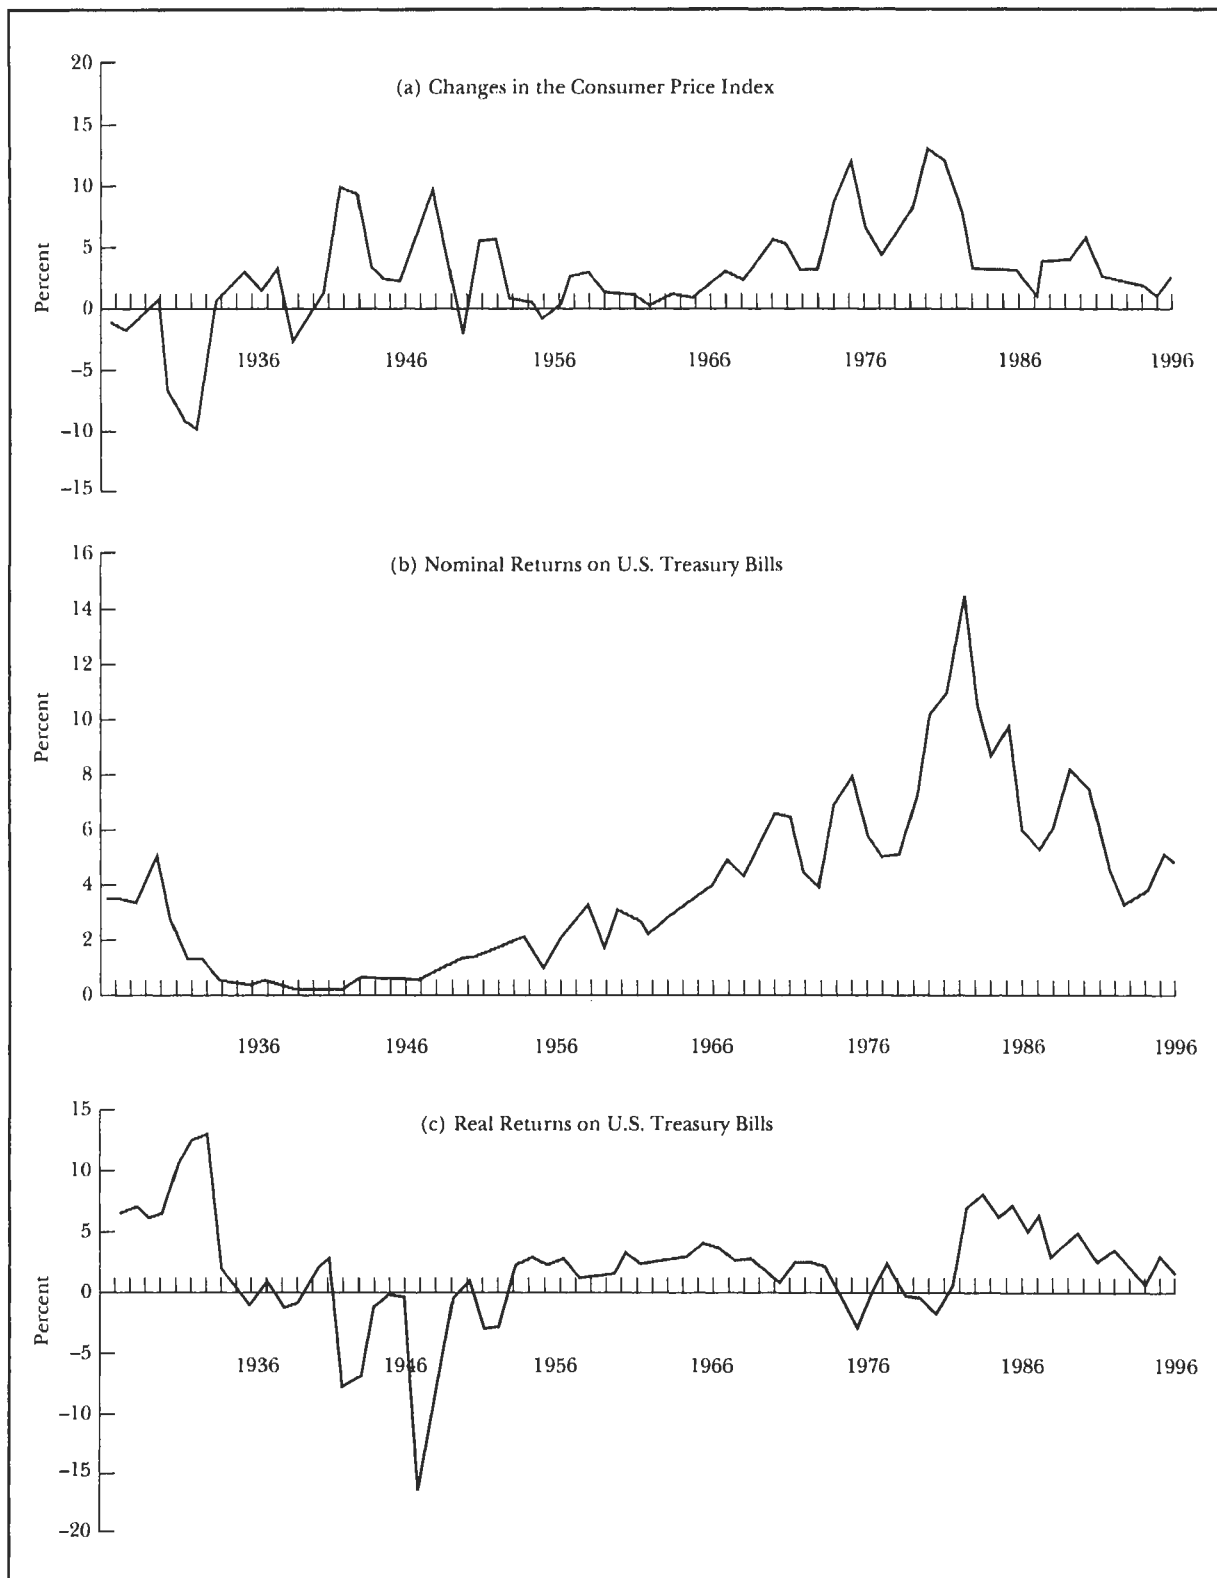 (a) Changes in the Consumer Price Index
Percent
20
15
10
5
0
-5
-10
-15
1936 1946 1956 1966 1976 1986 1996
(b) Nominal Returns on U.S. Treasury Bills
Percent
16
14
12
10
8
6
4
2
0
1936 1946 1956 1966 1976 1986 1996
(c) Real Returns on U.S. Treasury Bills
Percent
15
10
5
0
-5
-10
-15
-20
1936 1946 1956 1966 1976 1986 1996